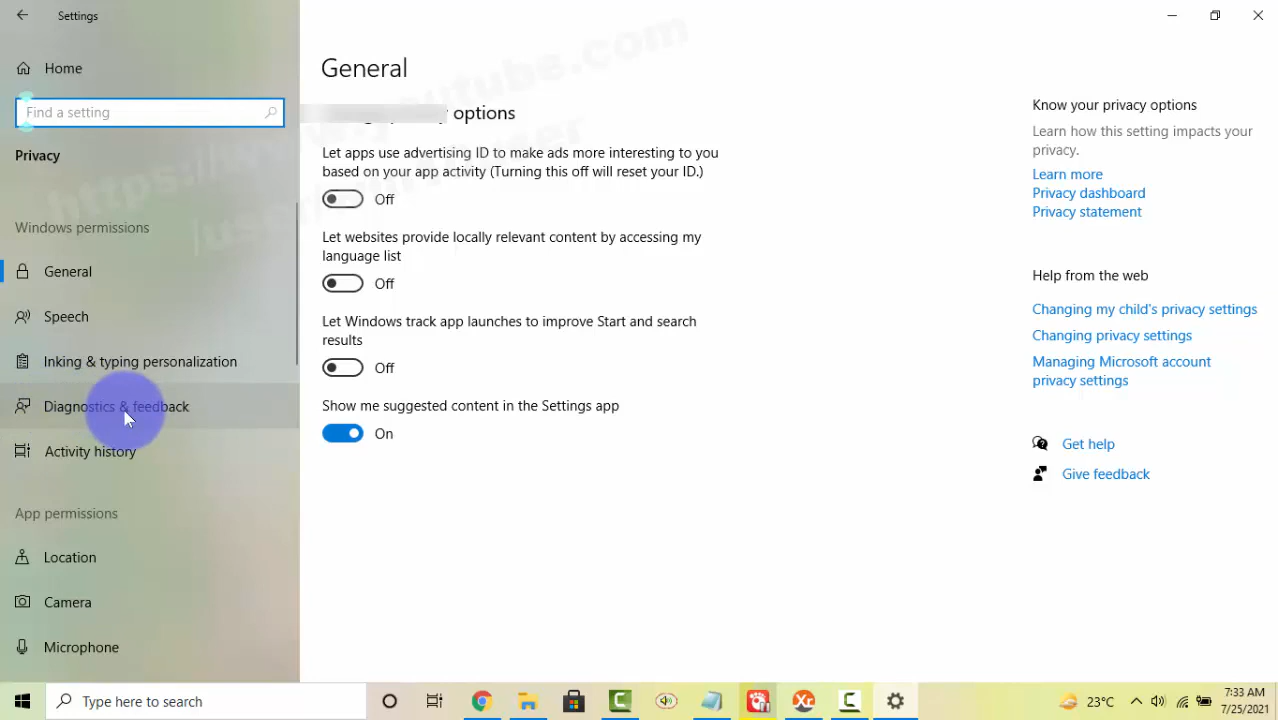 Settings
Home
Find a setting
Privacy
Windows permissions
General
Speech
Inking & typing personalization
Diagnostics & feedback
Activity history
App permissions
Location
Camera
Microphone
General
options
Let apps use advertising ID to make ads more interesting to you
based on your app activity (Turning this off will reset your ID.)
Off
Let websites provide locally relevant content by accessing my
language list
Off
Let Windows track app launches to improve Start and search
results
Off
Show me suggested content in the Settings app
On
Know your privacy options
Learn how this setting impacts your
privacy.
Learn more
Privacy dashboard
Privacy statement
Help from the web
Changing my child's privacy settings
Changing privacy settings
Managing Microsoft account
privacy settings
Get help
Give feedback
Type here to search
23°C
7:33 AM
7/25/2021